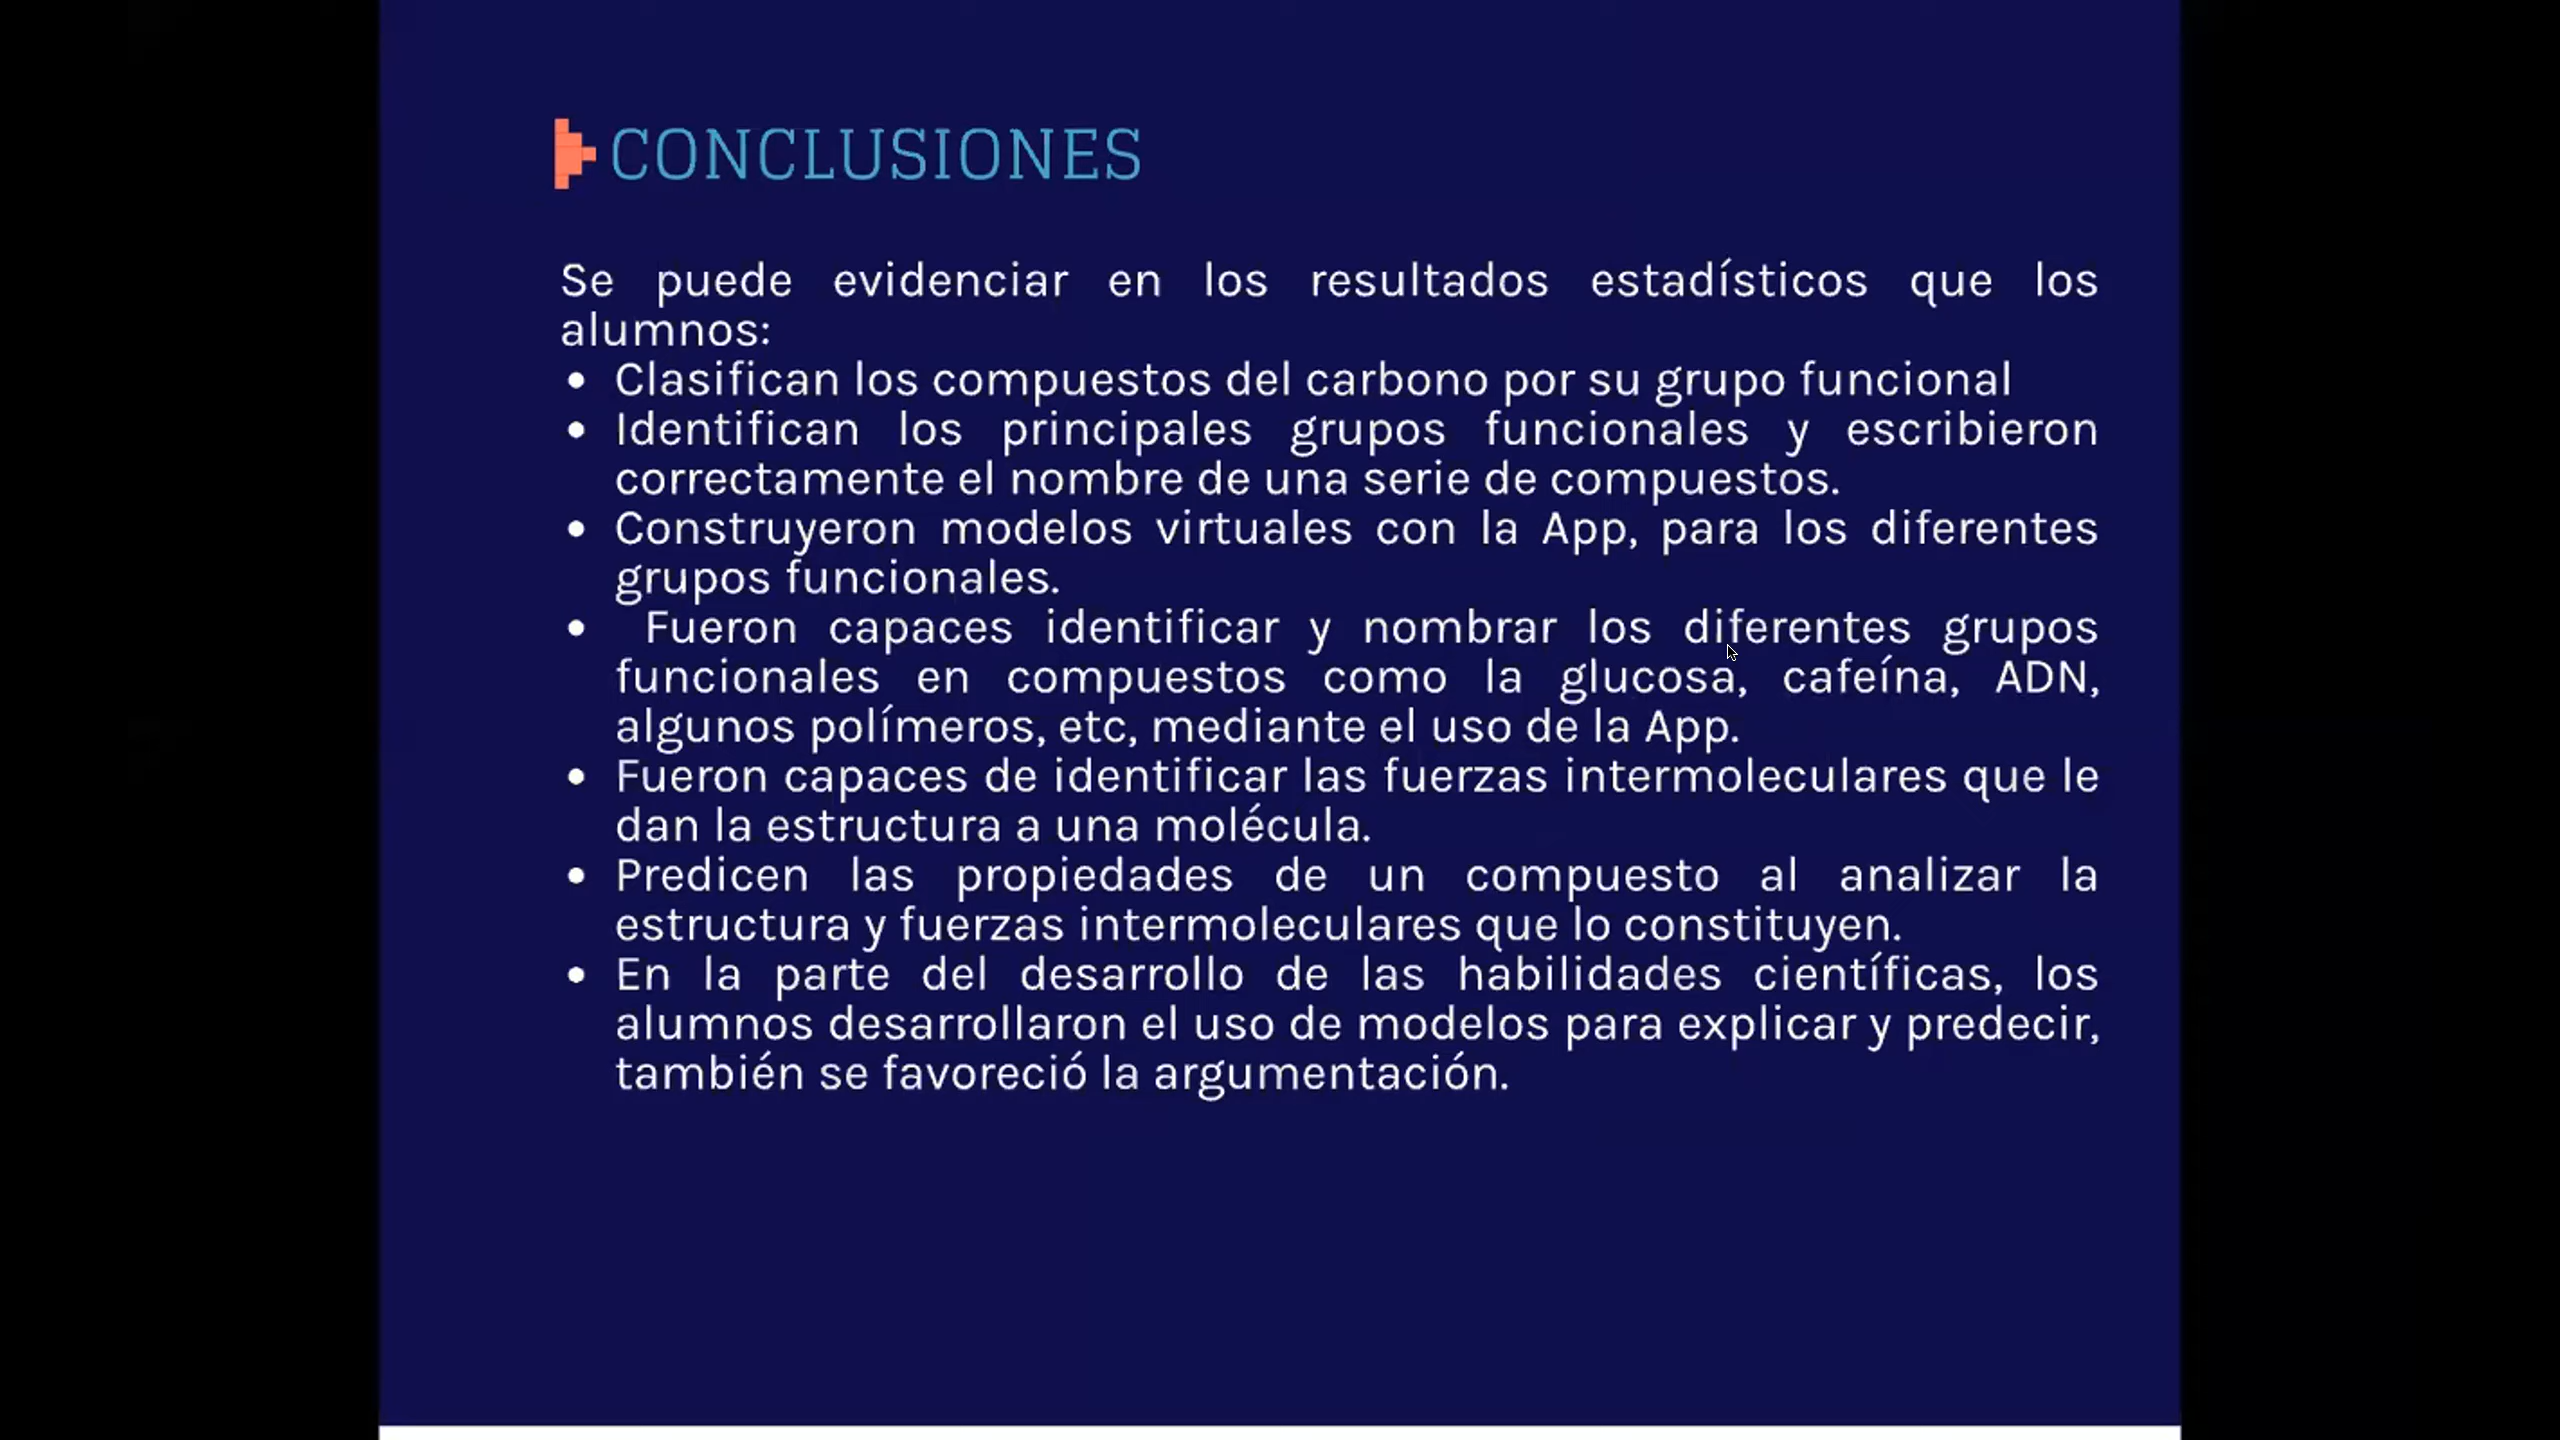 CONCLUSIONES
Se puede evidenciar en los resultados estadísticos que los
alumnos:
• Clasifican los compuestos del carbono por su grupo funcional
• Identifican los principales grupos funcionales y escribieron
correctamente el nombre de una serie de compuestos.
• Construyeron modelos virtuales con la App, para los diferentes
grupos funcionales.
• Fueron capaces identificar y nombrar los diferentes grupos
funcionales en compuestos como la glucosa, cafeína, ADN,
algunos polímeros, etc, mediante el uso de la App.
• Fueron capaces de identificar las fuerzas intermoleculares que le
dan la estructura a una molécula.
• Predicen las propiedades de un compuesto al analizar la
estructura y fuerzas intermoleculares que lo constituyen.
• En la parte del desarrollo de las habilidades científicas, los
alumnos desarrollaron el uso de modelos para explicar y predecir,
también se favoreció la argumentación.